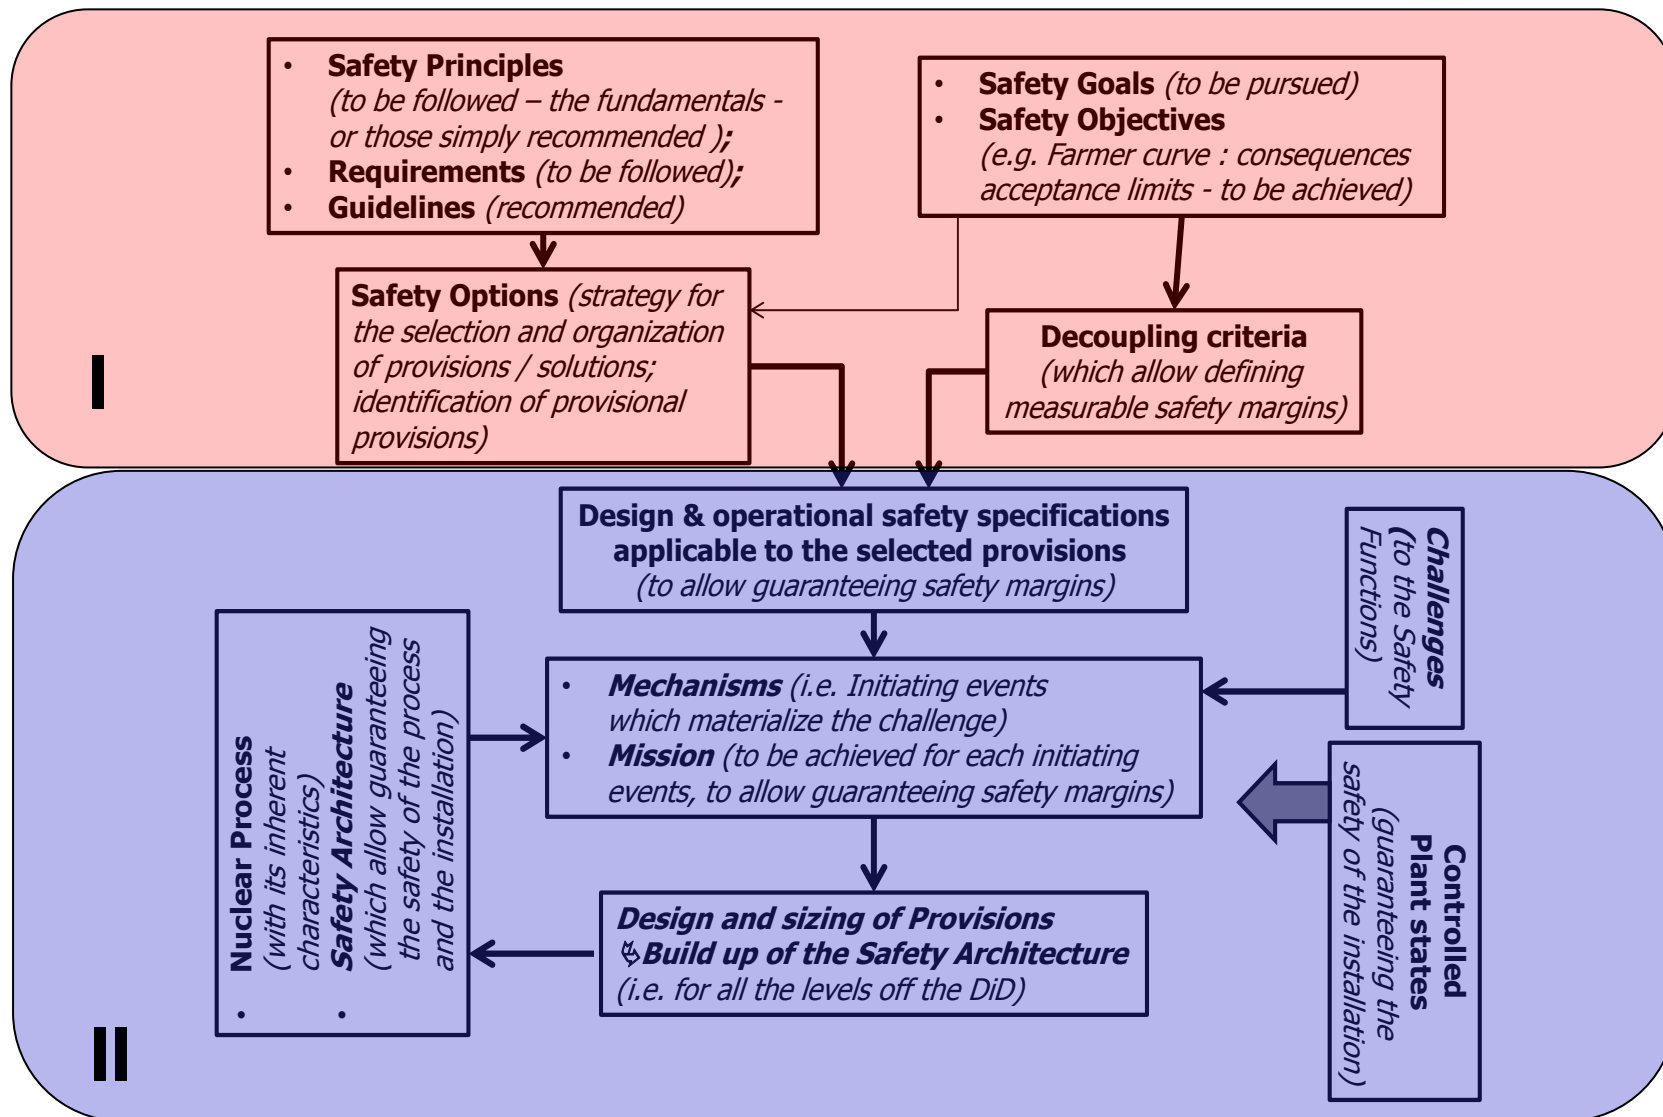 • Safety Principles
(to be followed – the fundamentals -
or those simply recommended );
• Requirements (to be followed);
• Guidelines (recommended)
• Safety Goals (to be pursued)
• Safety Objectives
(e.g. Farmer curve : consequences
acceptance limits - to be achieved)
Safety Options (strategy for
the selection and organization
of provisions / solutions;
identification of provisional
provisions)
Decoupling criteria
(which allow defining
measurable safety margins)
I
Design & operational safety specifications
applicable to the selected provisions
(to allow guaranteeing safety margins)
Challenges
(to the Safety
Functions)
• Nuclear Process
(with its inherent
characteristics)
• Safety Architecture
(which allow guaranteeing
the safety of the process
and the installation)
• Mechanisms (i.e. Initiating events
which materialize the challenge)
• Mission (to be achieved for each initiating
events, to allow guaranteeing safety margins)
Controlled
Plant states
(guaranteeing the
safety of the installation)
Design and sizing of Provisions
Build up of the Safety Architecture
(i.e. for all the levels off the DiD)
II